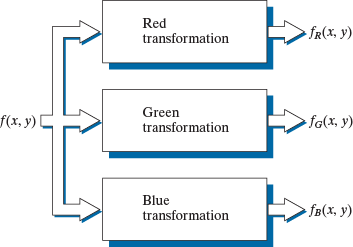 Red
transformation
f_R(x, y)
f(x, y)
Green
transformation
f_G(x, y)
Blue
transformation
f_B(x, y)